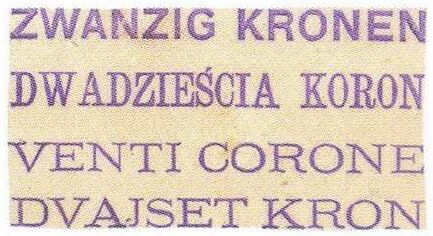 ZWANZIG KRONEN
DWADZIEŚCIA KORON
VENTI CORONE
DVAJSET KRON